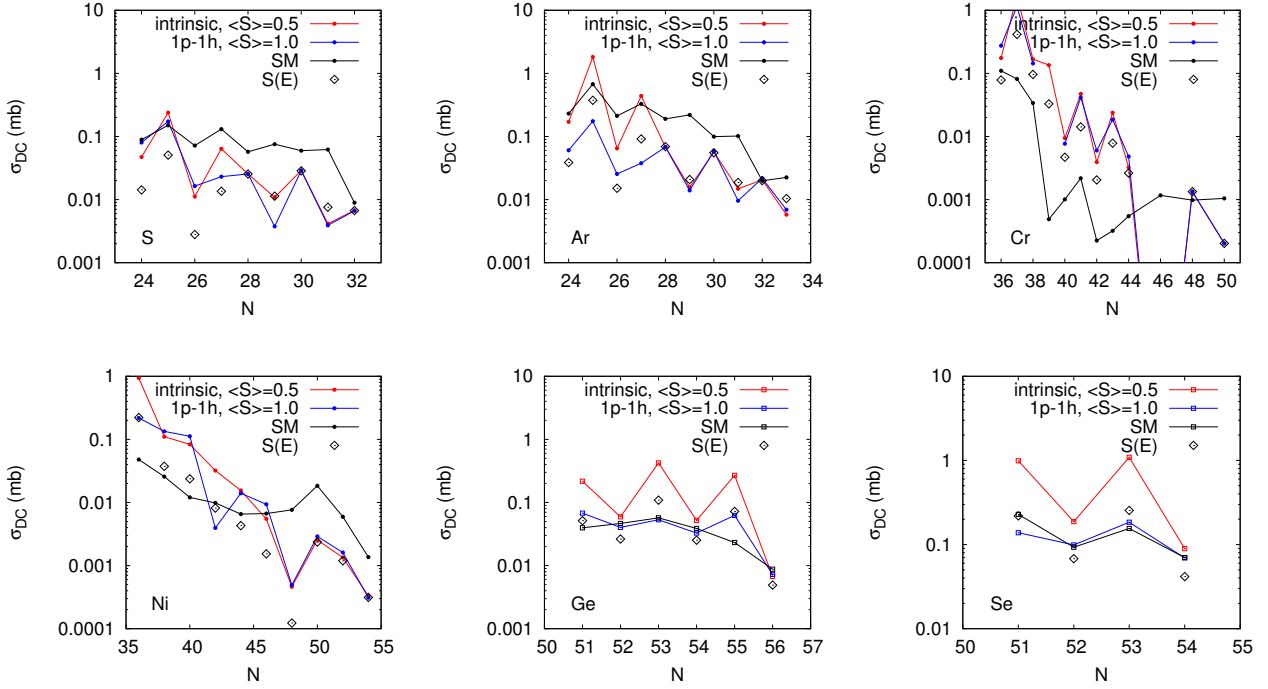 10
1
0.1
0.01
0.001
24 26 28 30 32
N
σDC (mb)
S
intrinsic, <S>=0.5
1p-1h, <S>=1.0
SM
S(E)
10
1
0.1
0.01
0.001
24 26 28 30 32 34
N
σDC (mb)
Ar
intrinsic, <S>=0.5
1p-1h, <S>=1.0
SM
S(E)
1
0.1
0.01
0.001
0.0001
36 38 40 42 44 46 48 50
N
σDC (mb)
Cr
intrinsic, <S>=0.5
1p-1h, <S>=1.0
SM
S(E)
1
0.1
0.01
0.001
0.0001
35 40 45 50 55
N
σDC (mb)
Ni
intrinsic, <S>=0.5
1p-1h, <S>=1.0
SM
S(E)
10
1
0.1
0.01
0.001
50 51 52 53 54 55 56 57
N
σDC (mb)
Ge
intrinsic, <S>=0.5
1p-1h, <S>=1.0
SM
S(E)
10
1
0.1
0.01
50 51 52 53 54 55
N
σDC (mb)
Se
intrinsic, <S>=0.5
1p-1h, <S>=1.0
SM
S(E)